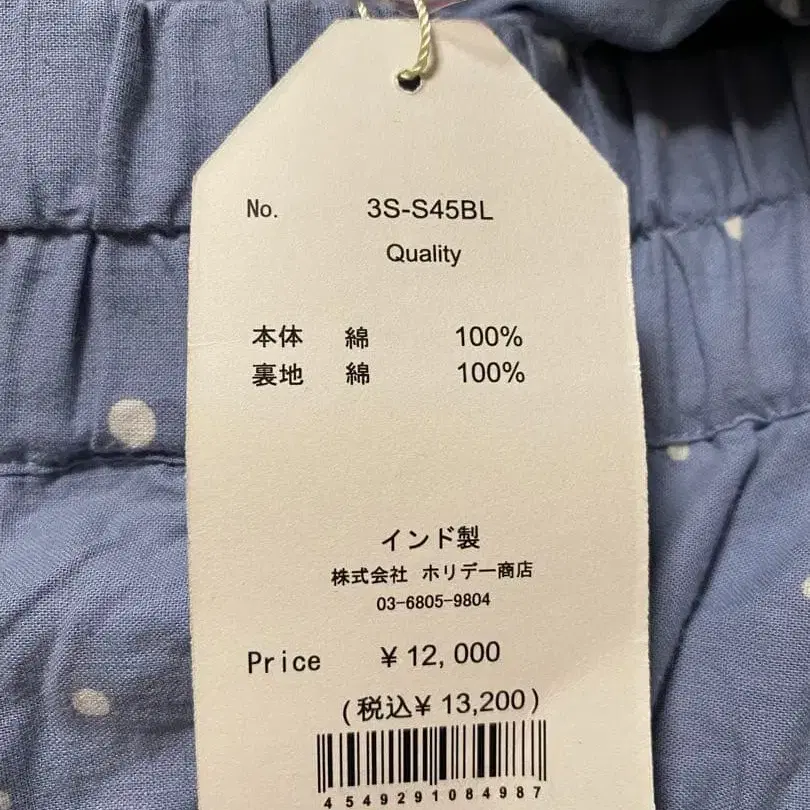 No. 3S-S45BL
Quality
本体 綿 100%
裏地 綿 100%
インド製
株式会社 ホリデー商店
03-6805-9804
Price ¥12,000
(税込¥13,200)
4549291084987